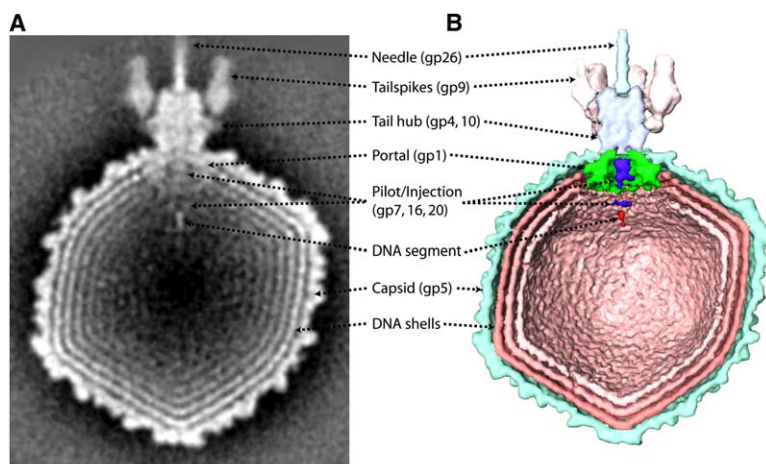 A
B
Needle (gp26)
Tailspikes (gp9)
Tail hub (gp4, 10)
Portal (gp1)
Pilot/Injection
(gp7, 16, 20)
DNA segment
Capsid (gp5)
DNA shells